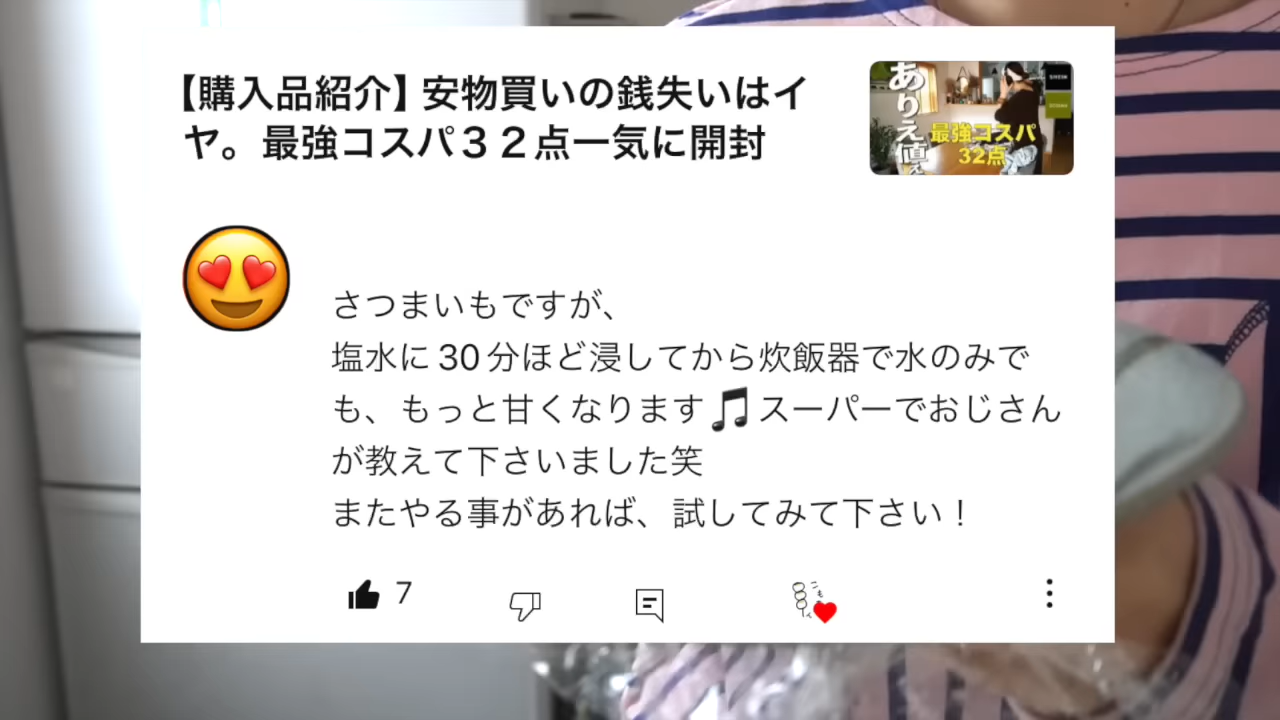 【購入品紹介】安物買いの銭失いはイ
ヤ。最強コスパ３２点一気に開封
ありえ値ぇ
最強コスパ
32点
SHEIN
さつまいもですが、
塩水に30分ほど浸してから炊飯器で水のみで
も、もっと甘くなります🎵スーパーでおじさん
が教えて下さいました笑
またやる事があれば、試してみて下さい！
7